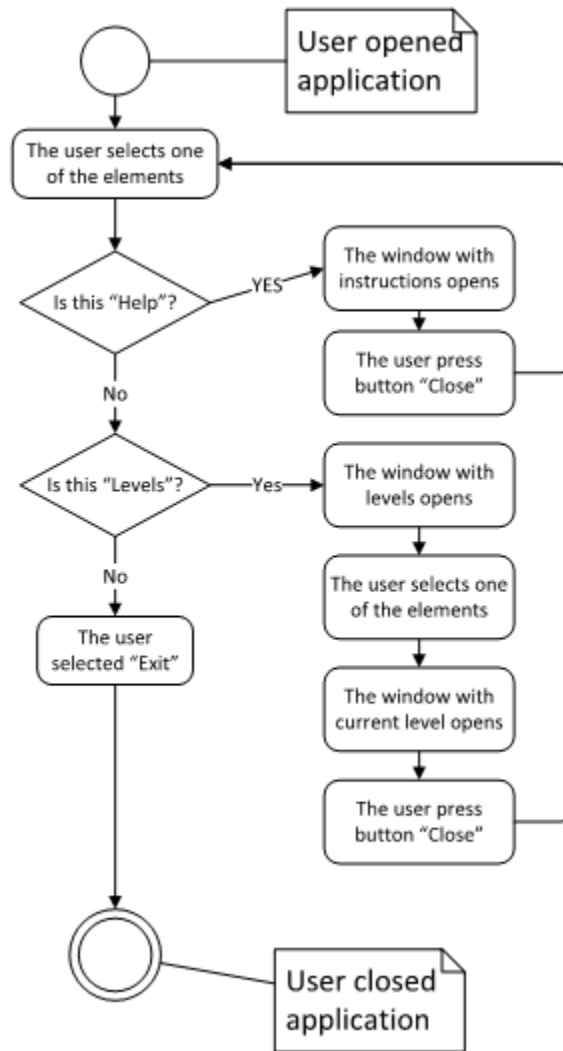 User opened
application
The user selects one
of the elements
Is this “Help”?
YES
The window with
instructions opens
The user press
button “Close”
No
Is this “Levels”?
Yes
The window with
levels opens
The user selects one
of the elements
No
The user
selected “Exit”
The window with
current level opens
The user press
button “Close”
User closed
application